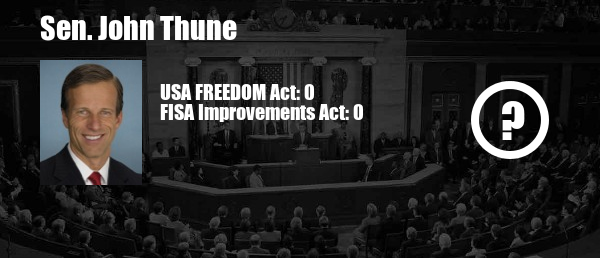 Sen. John Thune
USA FREEDOM Act: 0
FISA Improvements Act: 0
?